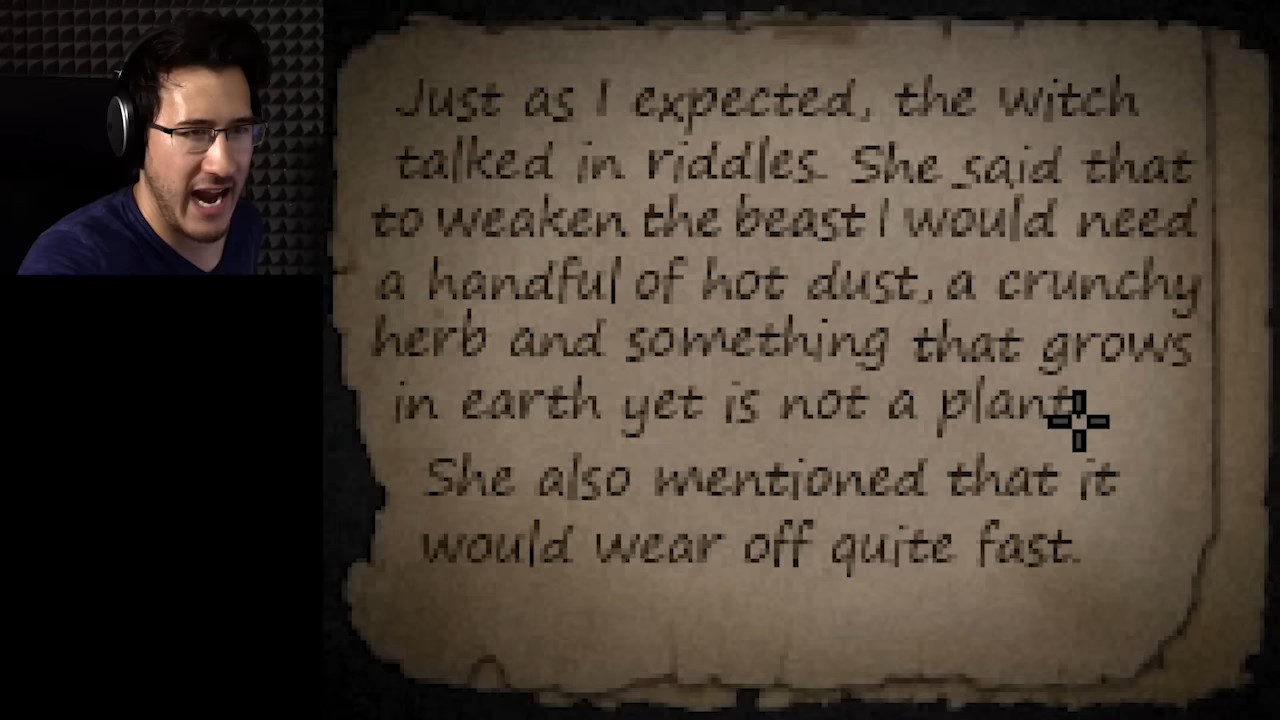 Just as I expected, the witch
talked in riddles. She said that
to weaken the beast I would need
a handful of hot dust, a crunchy
herb and something that grows
in earth yet is not a plant.
She also mentioned that it
would wear off quite fast.